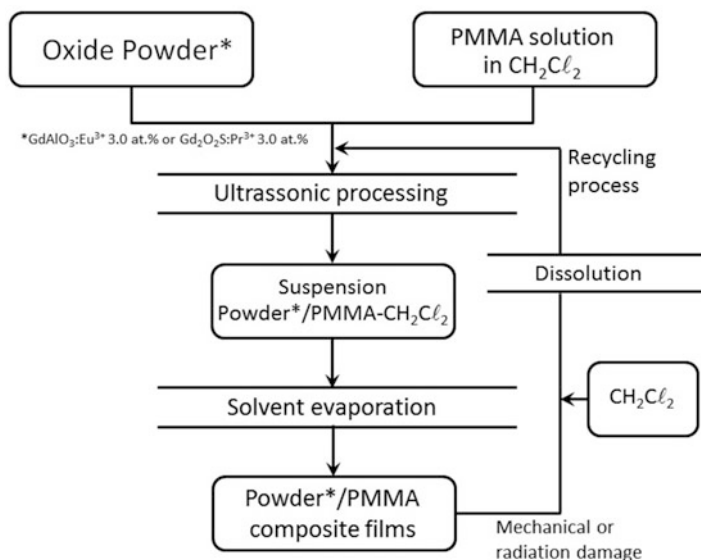 Oxide Powder*
PMMA solution
in CH₂Cℓ₂
*GdAlO₃:Eu³⁺ 3.0 at.% or Gd₂O₂S:Pr³⁺ 3.0 at.%
Recycling
process
Ultrassonic processing
Dissolution
Suspension
Powder*/PMMA-CH₂Cℓ₂
CH₂Cℓ₂
Solvent evaporation
Powder*/PMMA
composite films
Mechanical or
radiation damage